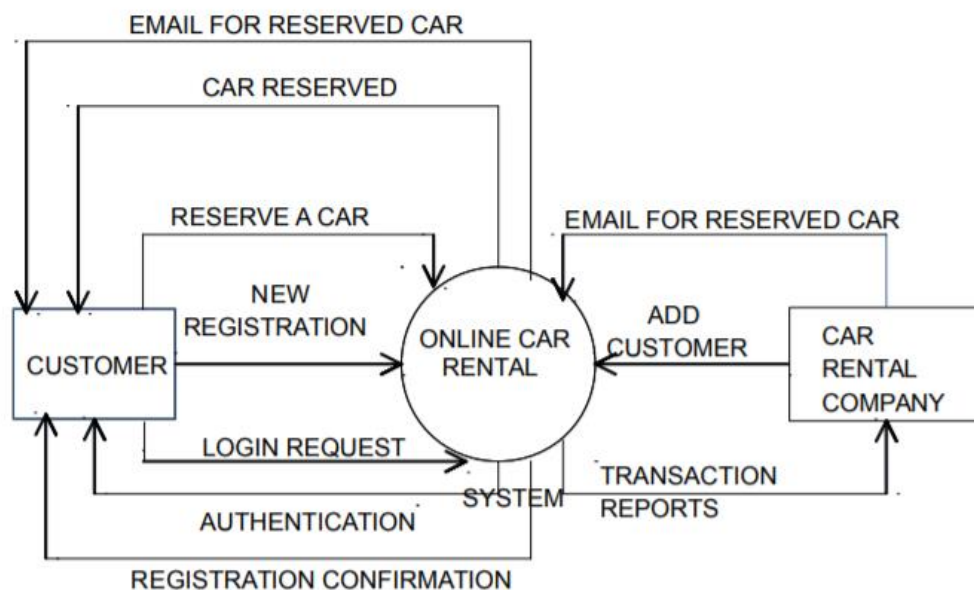 EMAIL FOR RESERVED CAR
CAR RESERVED
RESERVE A CAR
EMAIL FOR RESERVED CAR
NEW
REGISTRATION
ADD
CUSTOMER
CUSTOMER
ONLINE CAR
RENTAL
CAR
RENTAL
COMPANY
LOGIN REQUEST
SYSTEM
TRANSACTION
REPORTS
AUTHENTICATION
REGISTRATION CONFIRMATION